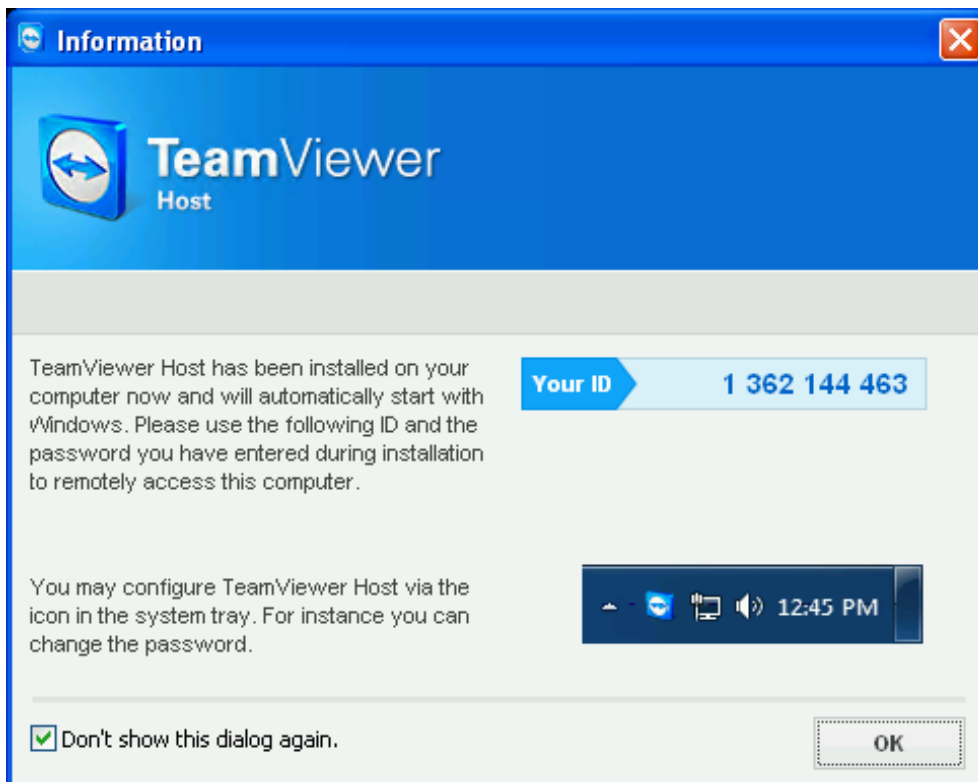 Information
TeamViewer
Host
TeamViewer Host has been installed on your
computer now and will automatically start with
Windows. Please use the following ID and the
password you have entered during installation
to remotely access this computer.
Your ID 1 362 144 463
You may configure TeamViewer Host via the
icon in the system tray. For instance you can
change the password.
12:45 PM
Don't show this dialog again.
OK